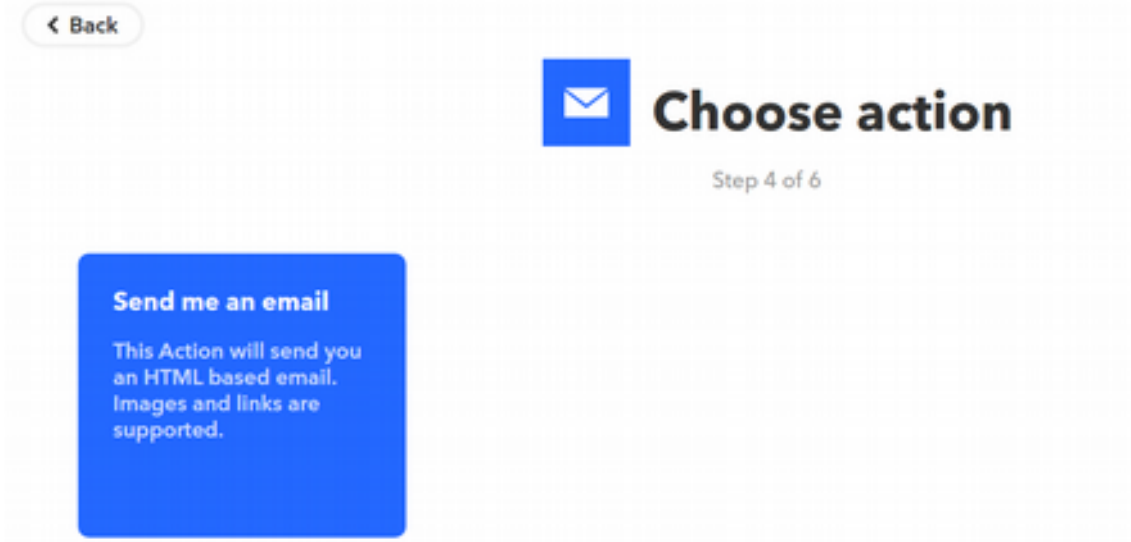 Back
Choose action
Step 4 of 6
Send me an email
This Action will send you
an HTML based email.
Images and links are
supported.